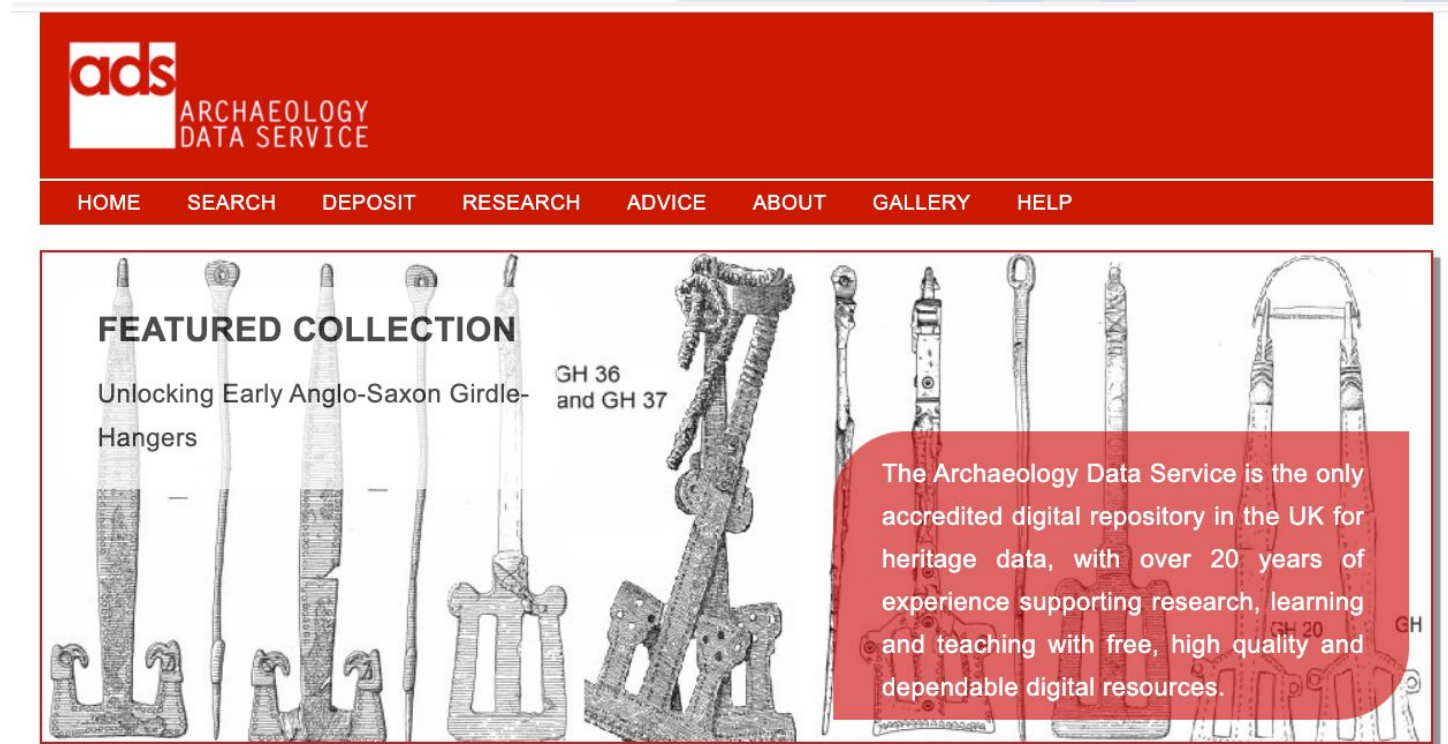 ads
ARCHAEOLOGY
DATA SERVICE
HOME SEARCH DEPOSIT RESEARCH ADVICE ABOUT GALLERY HELP
FEATURED COLLECTION
Unlocking Early Anglo-Saxon Girdle-
Hangers
GH 36
and GH 37
The Archaeology Data Service is the only
accredited digital repository in the UK for
heritage data, with over 20 years of
experience supporting research, learning
and teaching with free, high quality and
dependable digital resources.
GH 20
GH